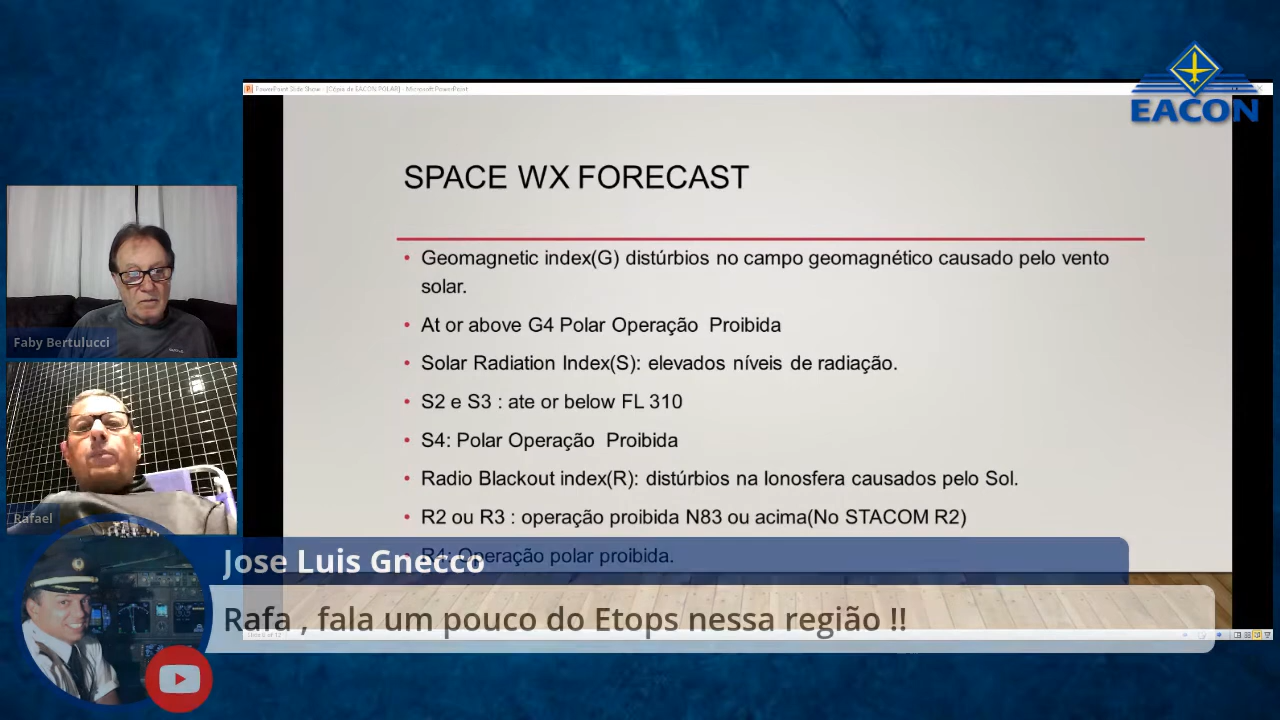 PowerPoint Slide Show - [Cópia de EACON POLAR] - Microsoft PowerPoint
EACON
SPACE WX FORECAST
• Geomagnetic index(G) distúrbios no campo geomagnético causado pelo vento
solar.
• At or above G4 Polar Operação Proibida
• Solar Radiation Index(S): elevados níveis de radiação.
• S2 e S3 : ate or below FL 310
• S4: Polar Operação Proibida
• Radio Blackout index(R): distúrbios na Ionosfera causados pelo Sol.
• R2 ou R3 : operação proibida N83 ou acima(No STACOM R2)
• R4: Operação polar proibida.
Faby Bertulucci
Rafael
Jose Luis Gnecco
Rafa , fala um pouco do Etops nessa região !!